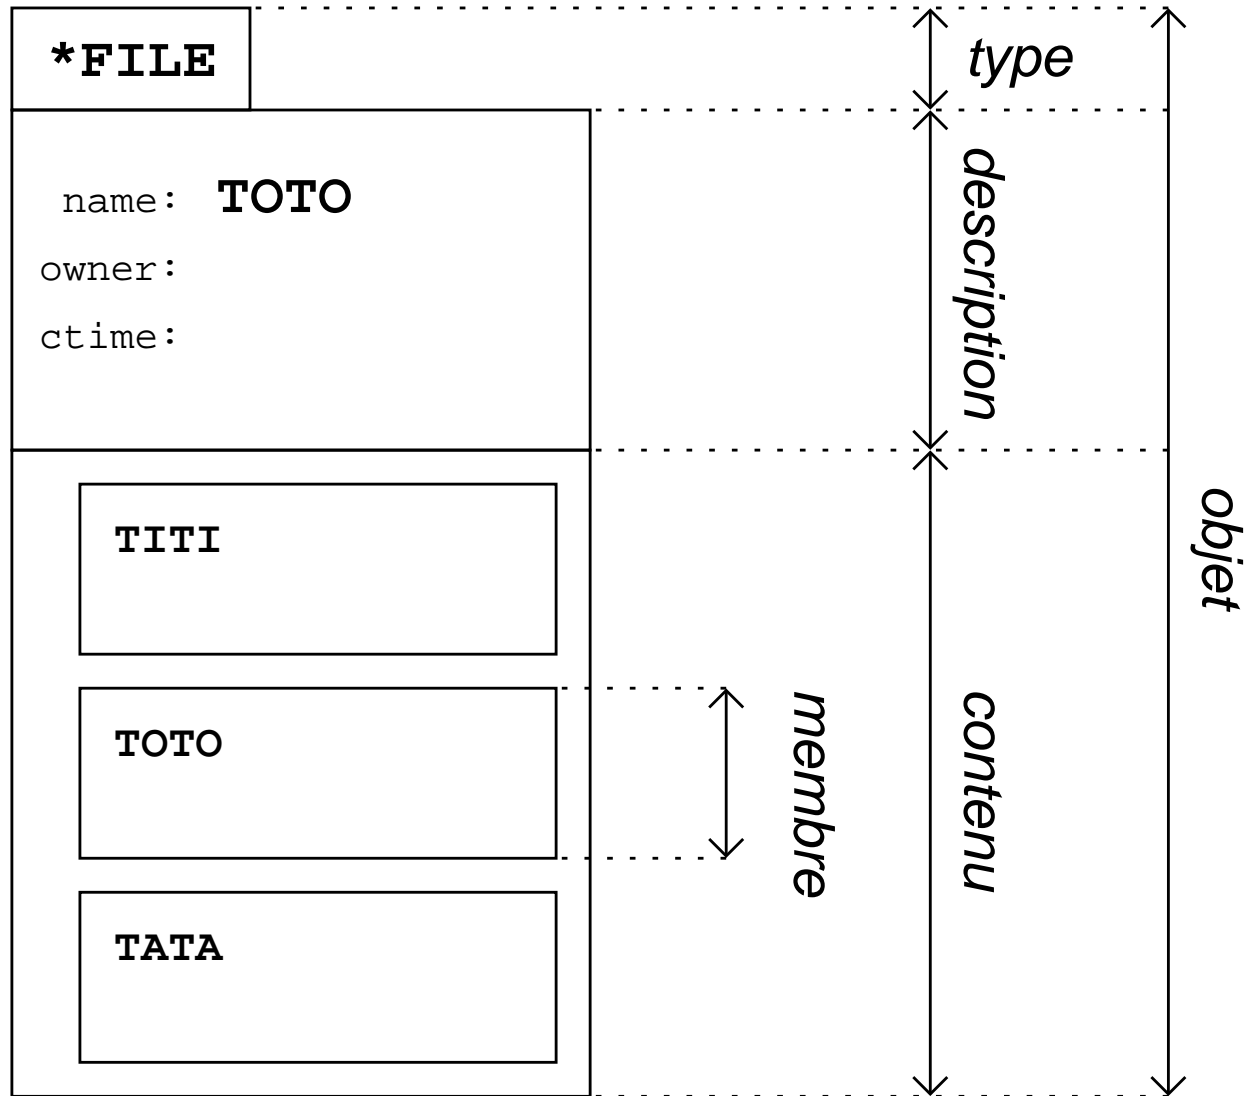 *FILE
type
name: TOTO
owner:
ctime:
description
TITI
objet
TOTO
membre
contenu
TATA